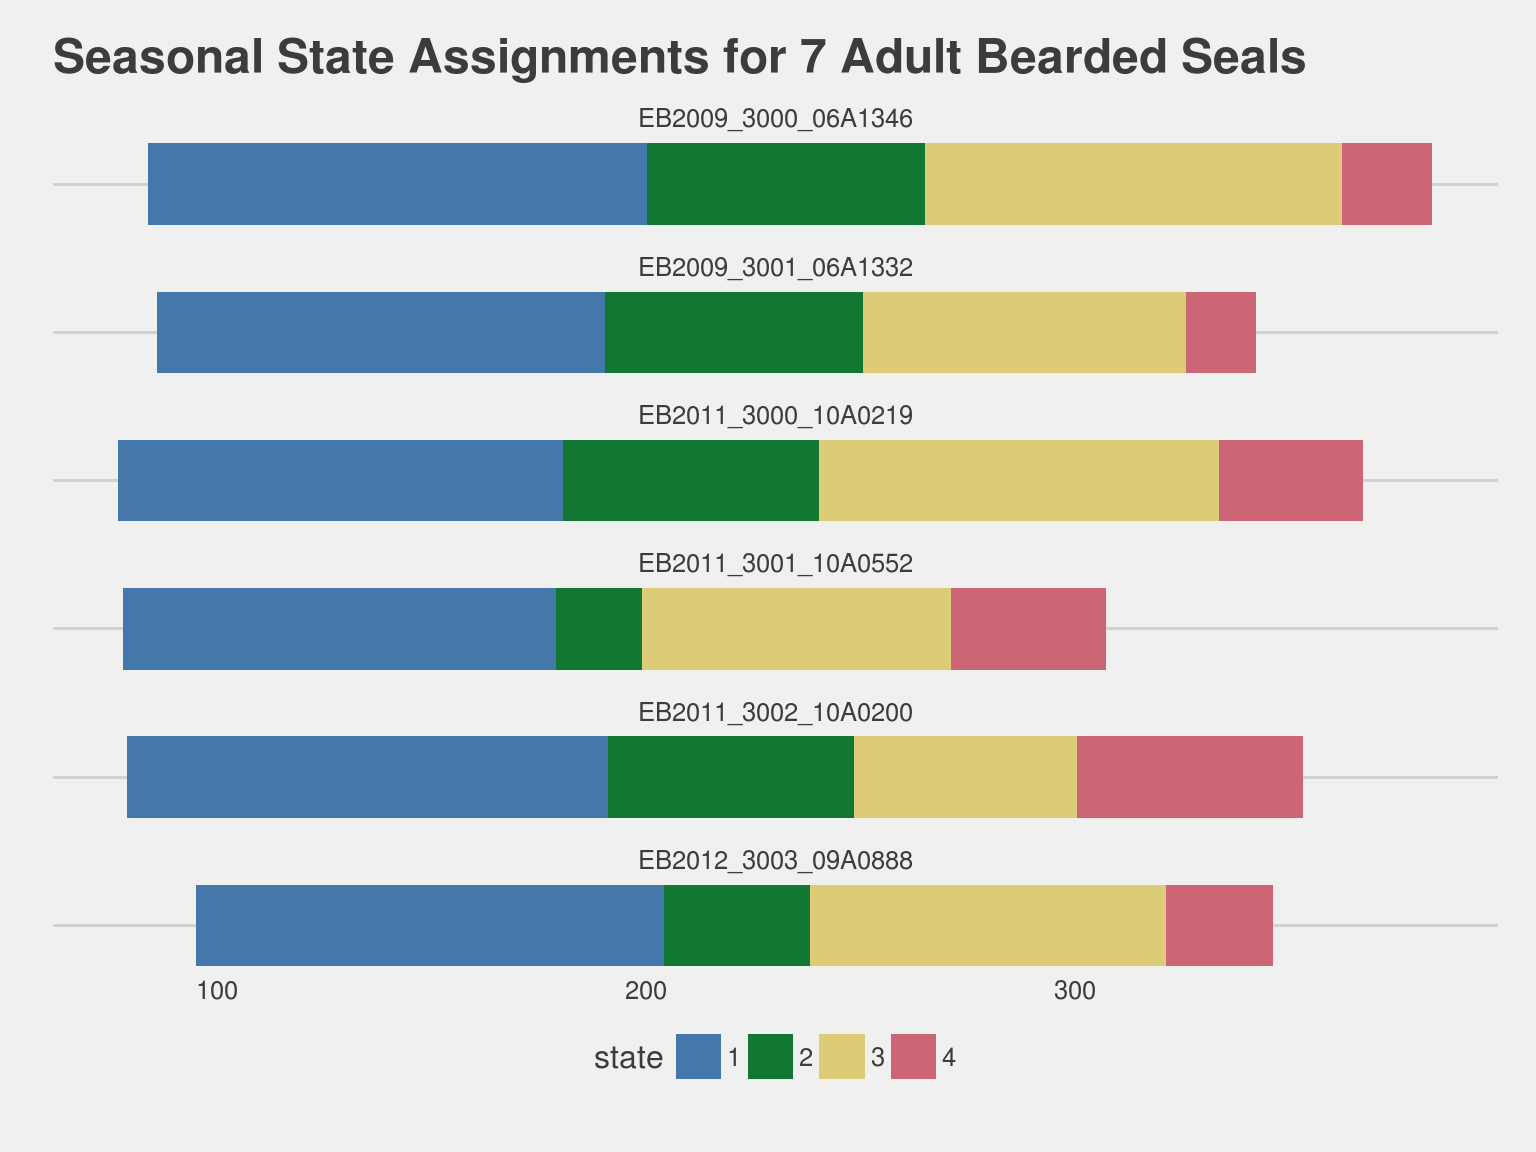 Seasonal State Assignments for 7 Adult Bearded Seals
EB2009_3000_06A1346
EB2009_3001_06A1332
EB2011_3000_10A0219
EB2011_3001_10A0552
EB2011_3002_10A0200
EB2012_3003_09A0888
100 200 300
state 1 2 3 4